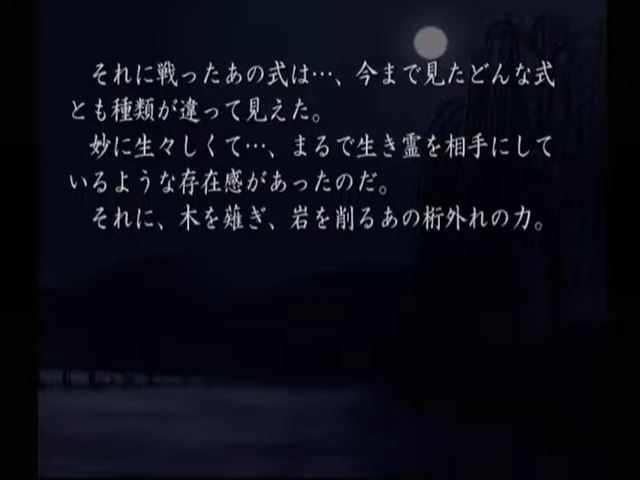 それに戦ったあの式は…、今まで見たどんな式
とも種類が違って見えた。
　妙に生々しくて…、まるで生き霊を相手にして
いるような存在感があったのだ。
　それに、木を薙ぎ、岩を削るあの桁外れの力。